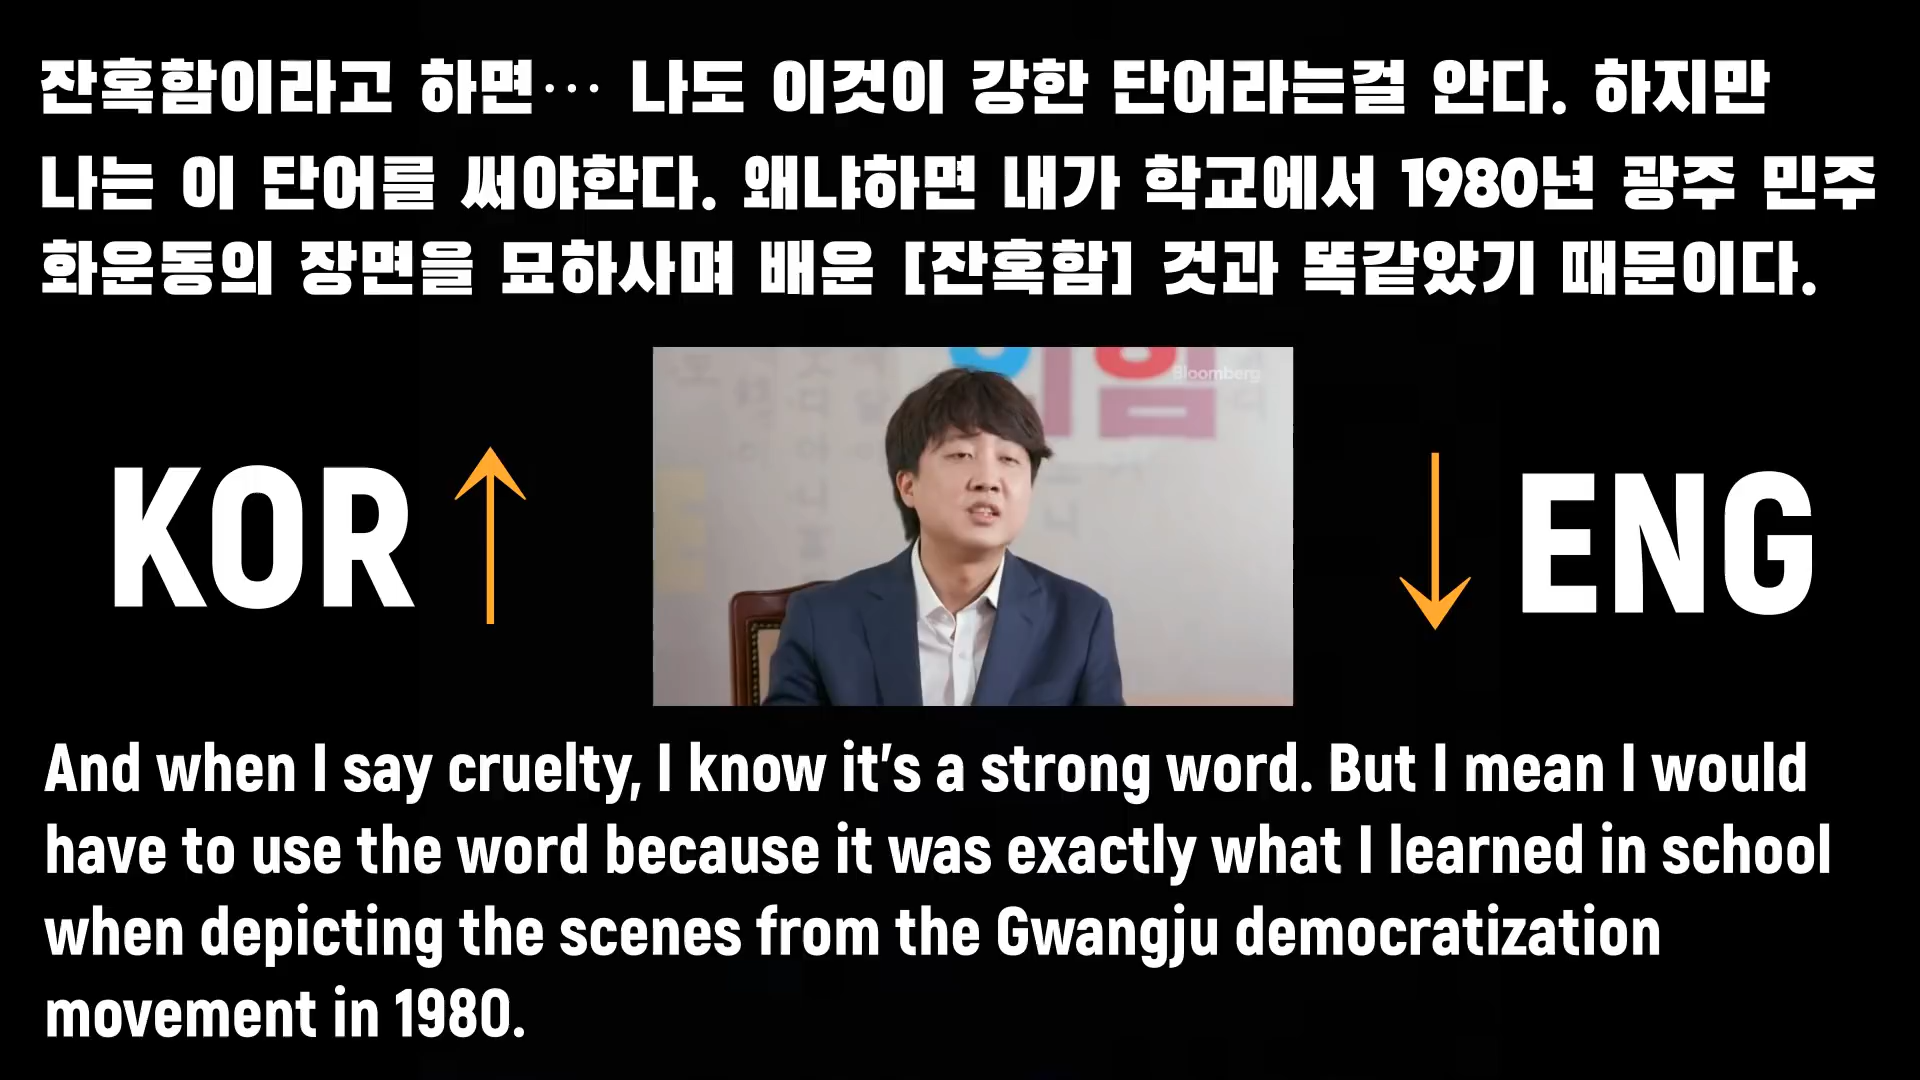 잔혹함이라고 하면… 나도 이것이 강한 단어라는걸 안다. 하지만
나는 이 단어를 써야한다. 왜냐하면 내가 학교에서 1980년 광주 민주
화운동의 장면을 묘하사며 배운 [잔혹함] 것과 똑같았기 때문이다.
Bloomberg
KOR
ENG
And when I say cruelty, I know it's a strong word. But I mean I would
have to use the word because it was exactly what I learned in school
when depicting the scenes from the Gwangju democratization
movement in 1980.